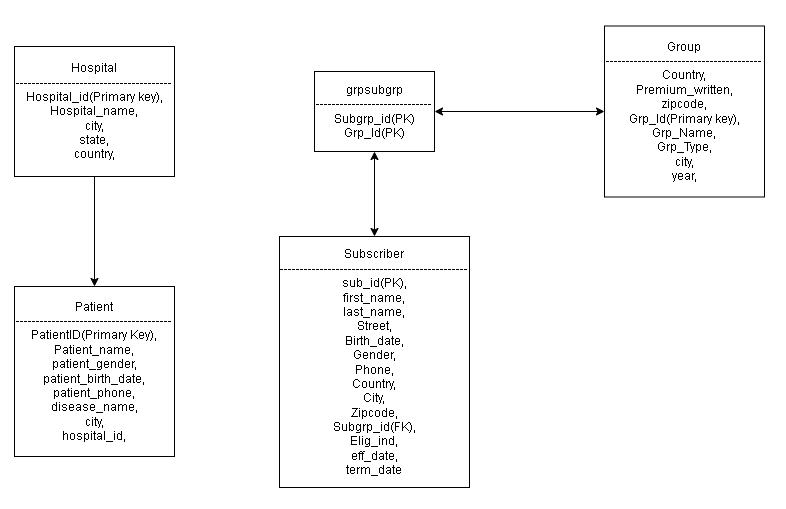 Hospital
Hospital_id(Primary key),
Hospital_name,
city,
state,
country,
Patient
PatientID(Primary Key),
Patient_name,
patient_gender,
patient_birth_date,
patient_phone,
disease_name,
city,
hospital_id,
grpsubgrp
Subgrp_id(PK)
Grp_Id(PK)
Subscriber
sub_id(PK),
first_name,
last_name,
Street,
Birth_date,
Gender,
Phone,
Country,
City,
Zipcode,
Subgrp_id(FK),
Elig_ind,
eff_date,
term_date
Group
Country,
Premium_written,
zipcode,
Grp_Id(Primary key),
Grp_Name,
Grp_Type,
city,
year,